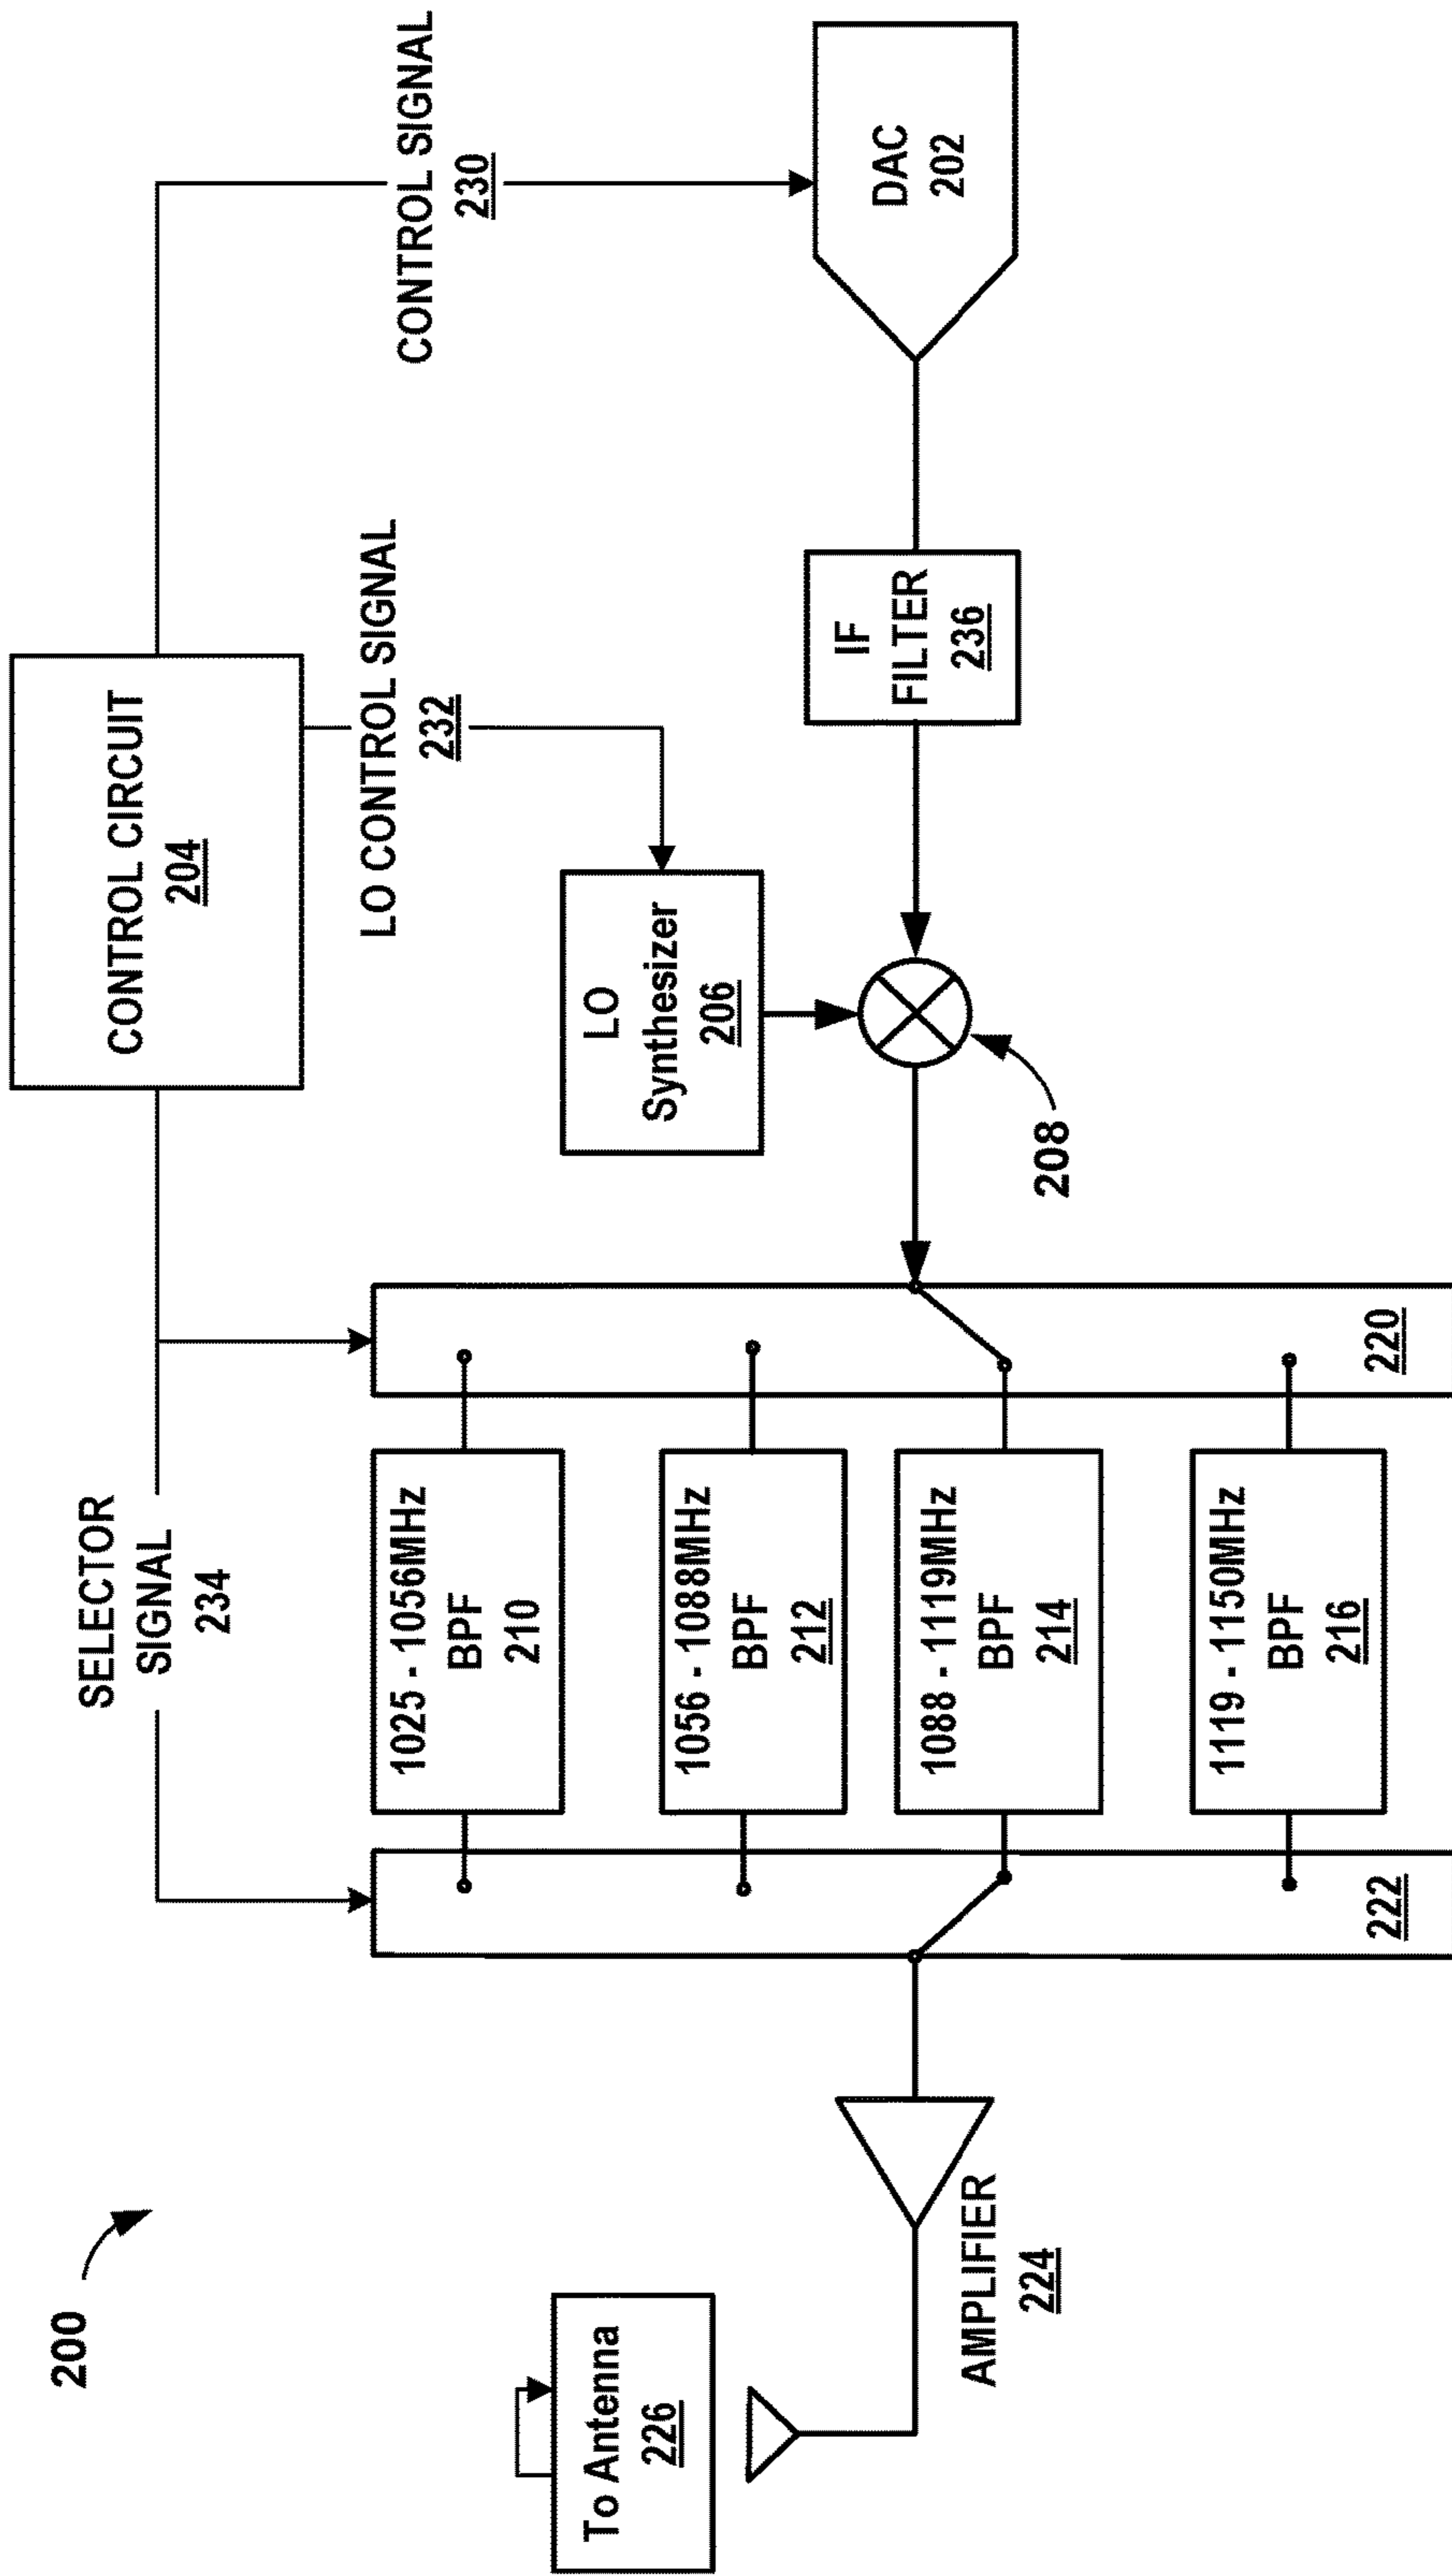 200
CONTROL CIRCUIT
204
SELECTOR
SIGNAL
234
LO CONTROL SIGNAL
232
CONTROL SIGNAL
230
To Antenna
226
AMPLIFIER
224
222
1025 - 1056MHz
BPF
210
1056 - 1088MHz
BPF
212
1088 - 1119MHz
BPF
214
1119 - 1150MHz
BPF
216
220
LO
Synthesizer
206
208
IF
FILTER
236
DAC
202